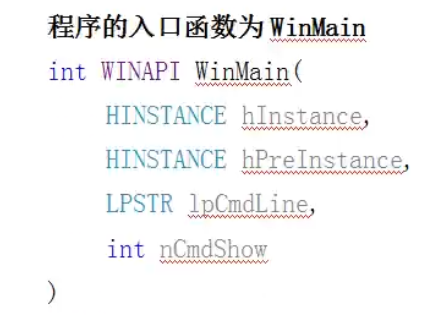 程序的入口函数为WinMain
int WINAPI WinMain(
HINSTANCE hInstance,
HINSTANCE hPreInstance,
LPSTR lpCmdLine,
int nCmdShow
)